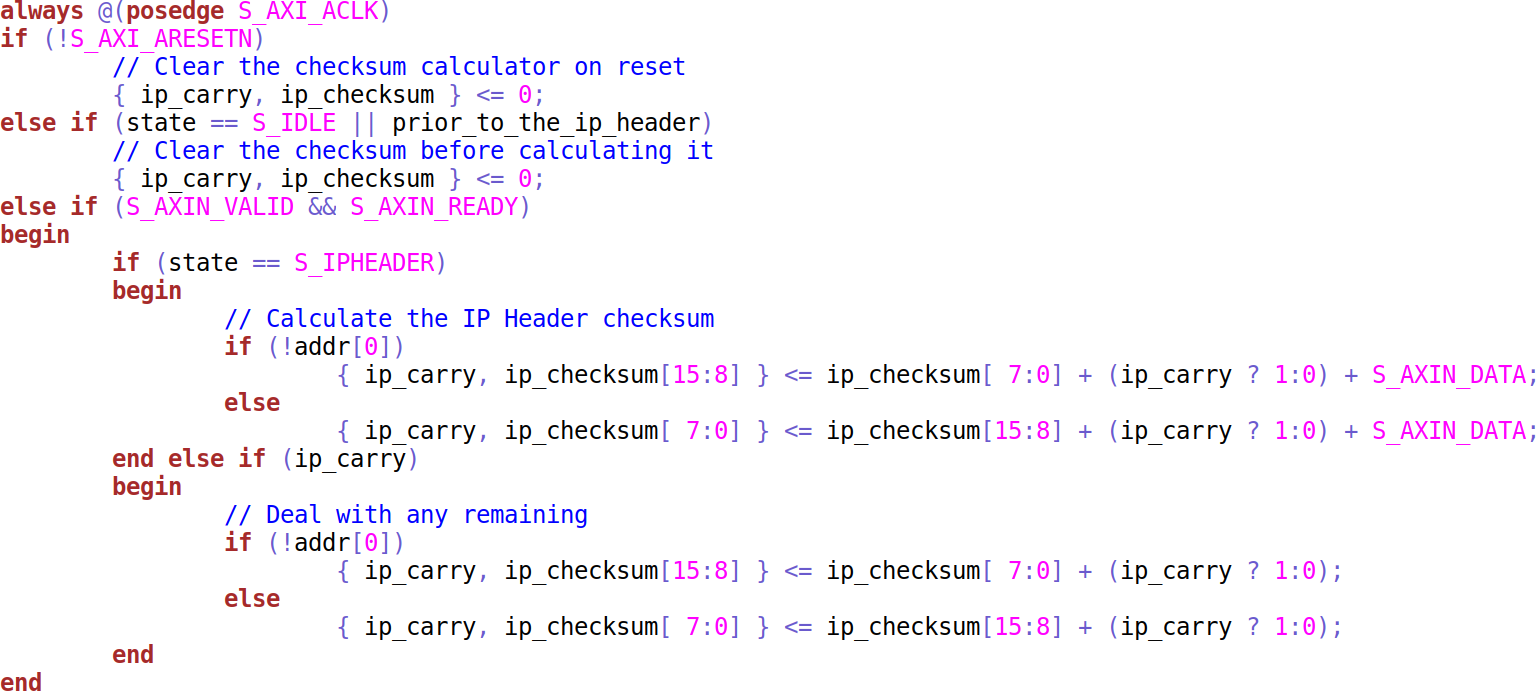 always @(posedge S_AXI_ACLK)
if (!S_AXI_ARESETN)
        // Clear the checksum calculator on reset
        { ip_carry, ip_checksum } <= 0;
else if (state == S_IDLE || prior_to_the_ip_header)
        // Clear the checksum before calculating it
        { ip_carry, ip_checksum } <= 0;
else if (S_AXIN_VALID && S_AXIN_READY)
begin
        if (state == S_IPHEADER)
        begin
                // Calculate the IP Header checksum
                if (!addr[0])
                        { ip_carry, ip_checksum[15:8] } <= ip_checksum[ 7:0] + (ip_carry ? 1:0) + S_AXIN_DATA;
                else
                        { ip_carry, ip_checksum[ 7:0] } <= ip_checksum[15:8] + (ip_carry ? 1:0) + S_AXIN_DATA;
        end else if (ip_carry)
        begin
                // Deal with any remaining
                if (!addr[0])
                        { ip_carry, ip_checksum[15:8] } <= ip_checksum[ 7:0] + (ip_carry ? 1:0);
                else
                        { ip_carry, ip_checksum[ 7:0] } <= ip_checksum[15:8] + (ip_carry ? 1:0);
        end
end